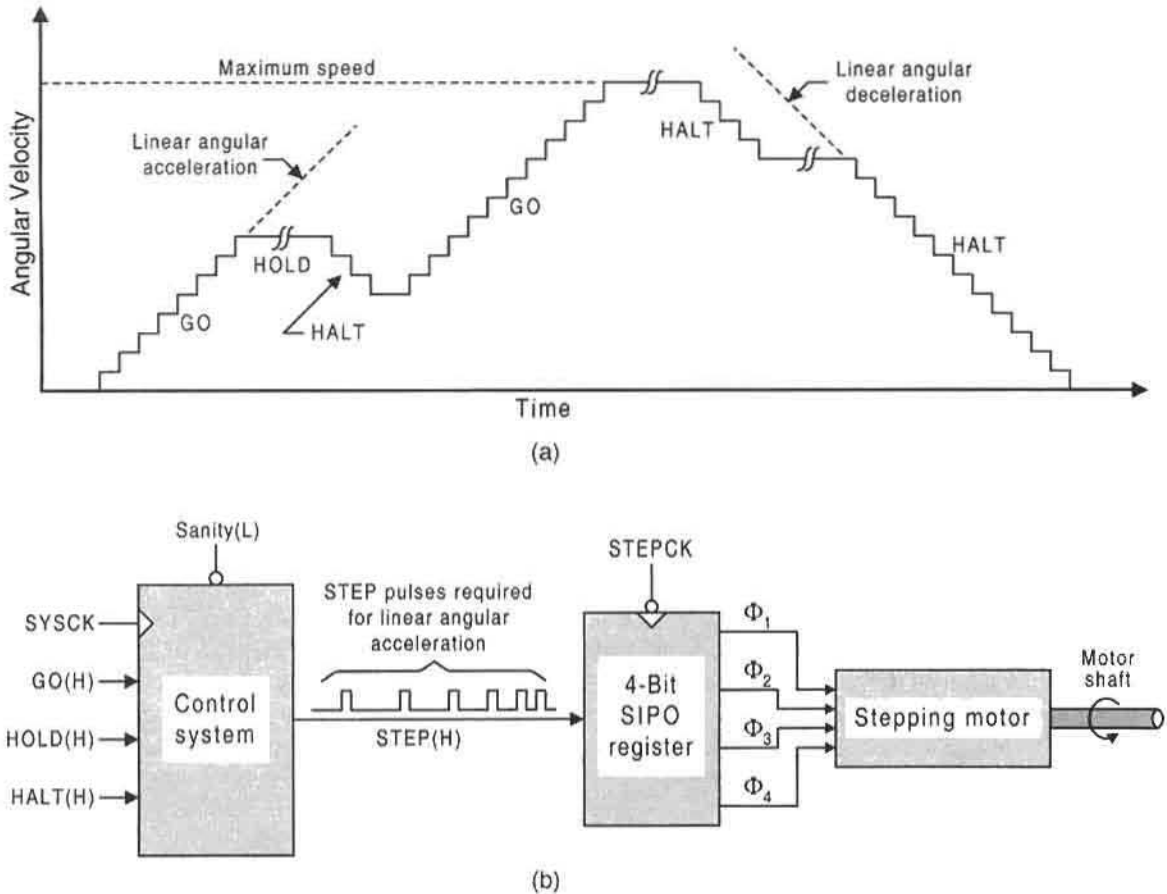 Angular Velocity
Maximum speed
Linear angular
acceleration
Linear angular
deceleration
GO
HOLD
HALT
GO
HALT
HALT
Time
(a)
Sanity(L)
SYSCK
GO(H)
HOLD(H)
HALT(H)
Control
system
STEP pulses required
for linear angular
acceleration
STEP(H)
STEPCK
4-Bit
SIPO
register
Φ1
Φ2
Φ3
Φ4
Stepping motor
Motor
shaft
(b)